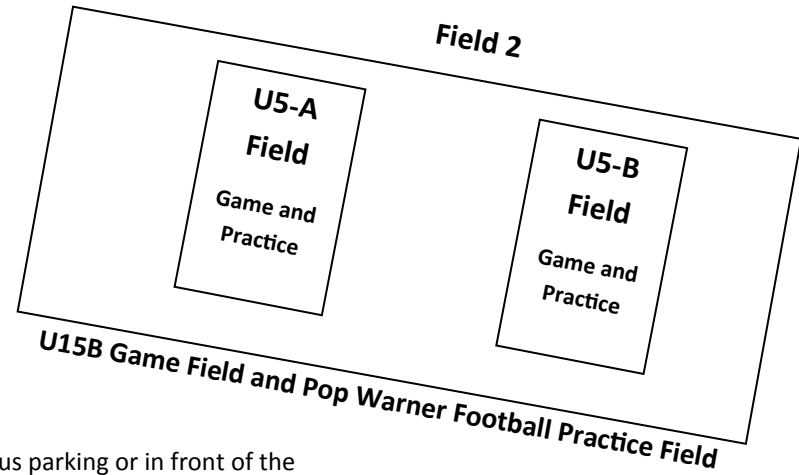 Field 2
U5-A
Field
Game and
Practice
U5-B
Field
Game and
Practice
U15B Game Field and Pop Warner Football Practice Field
us parking or in front of the